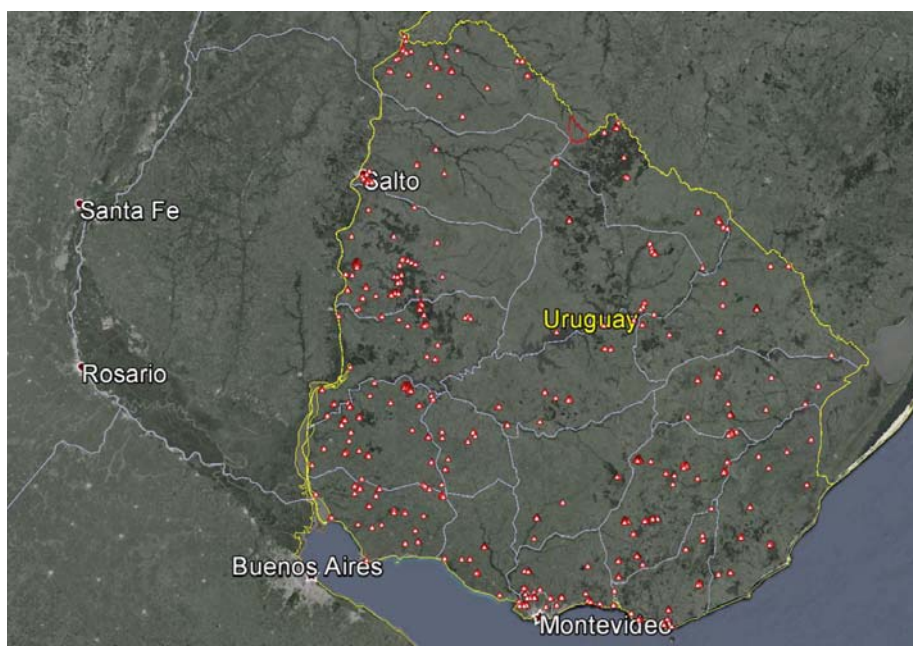 Salto
Santa Fe
Uruguay
Rosario
Buenos Aires
Montevideo